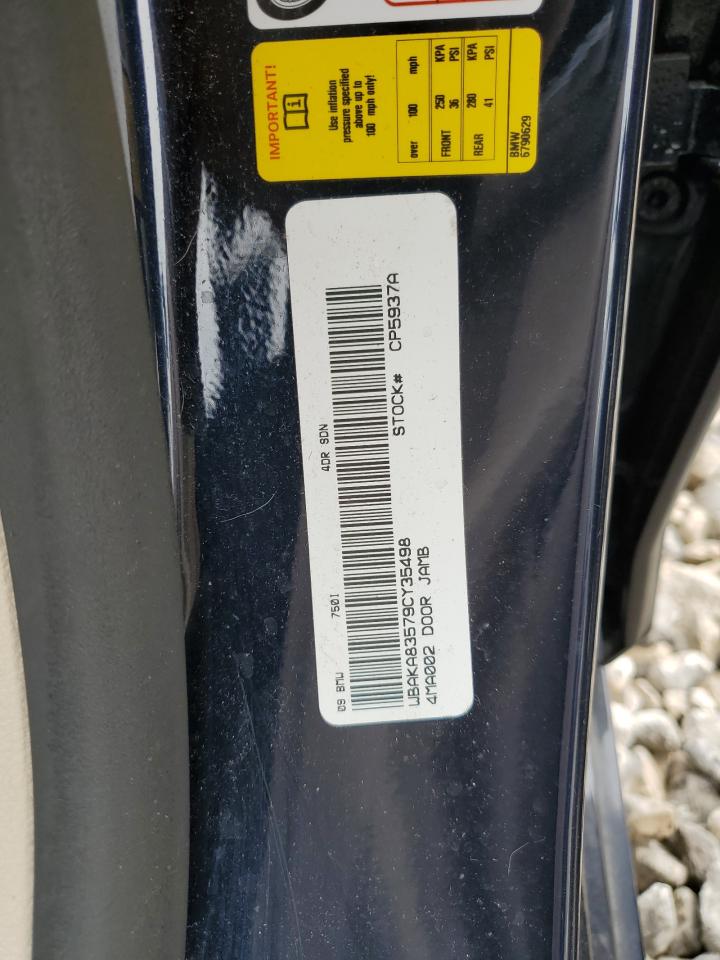 IMPORTANT!
Use inflation
pressure specified
above up to
100 mph only!
over 100 mph
FRONT 250 KPA
36 PSI
REAR 280 KPA
41 PSI
BMW
6790629
09 BMW 750I 4DR SDN
WBAKA83579CY35498 STOCK# CP5937A
4MA002 DOOR JAMB